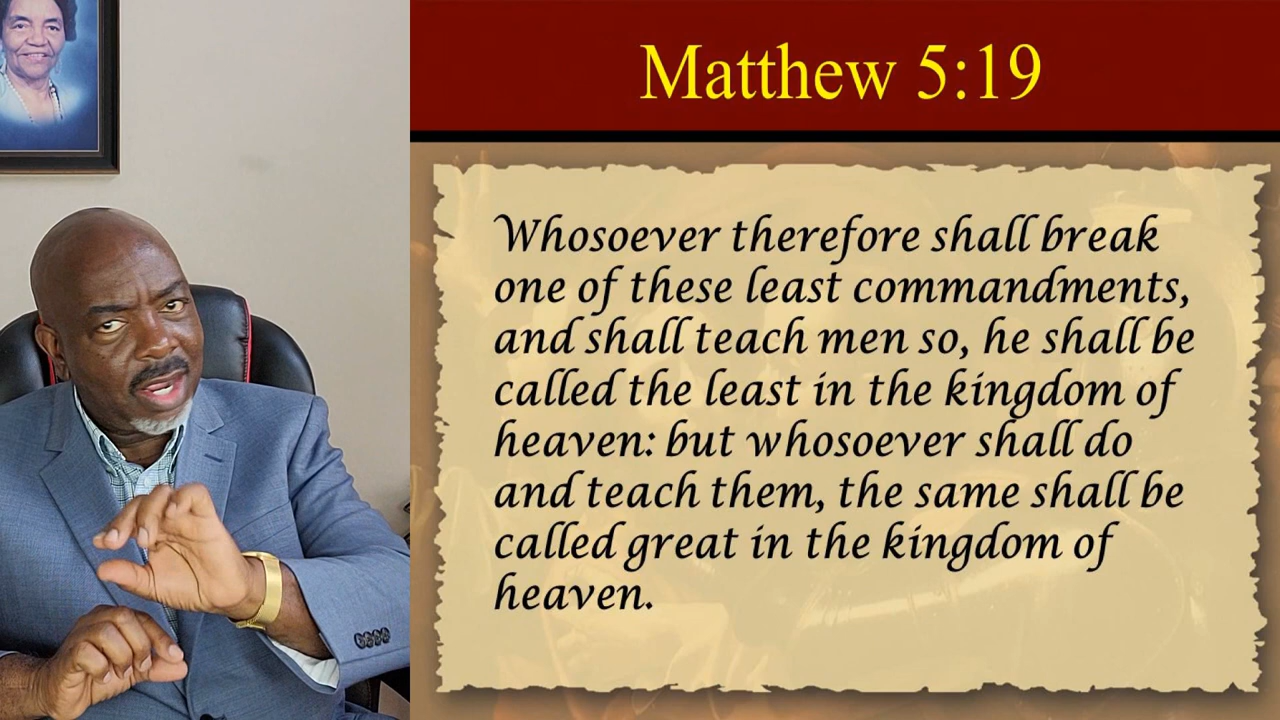 Matthew 5:19
Whosoever therefore shall break
one of these least commandments,
and shall teach men so, he shall be
called the least in the kingdom of
heaven: but whosoever shall do
and teach them, the same shall be
called great in the kingdom of
heaven.